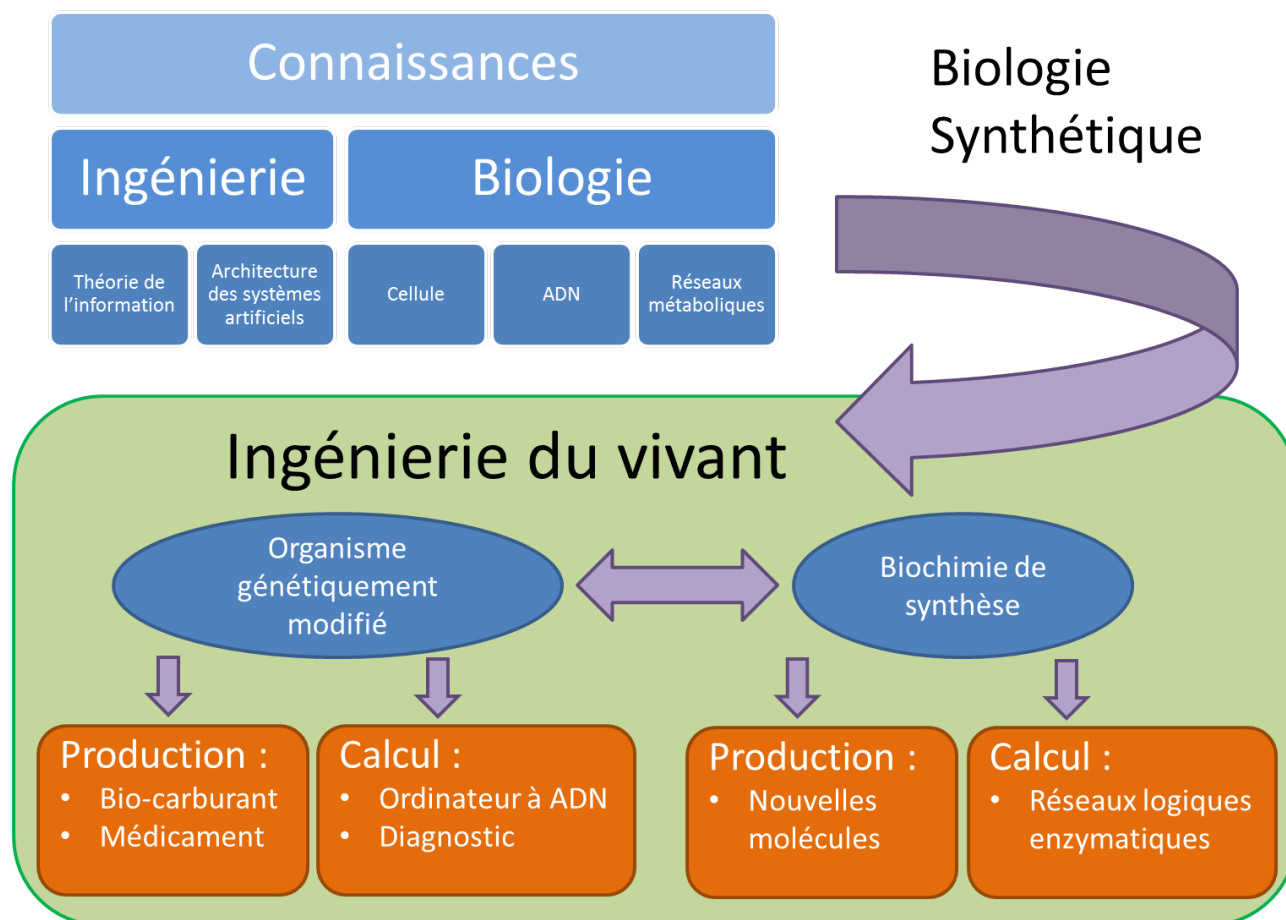 Connaissances
Biologie
Synthétique
Ingénierie
Biologie
Théorie de
l'information
Architecture
des systèmes
artificiels
Cellule
ADN
Réseaux
métaboliques
Ingénierie du vivant
Organisme
génétiquement
modifié
Biochimie de
synthèse
Production :
• Bio-carburant
• Médicament
Calcul :
• Ordinateur à ADN
• Diagnostic
Production :
• Nouvelles
molécules
Calcul :
• Réseaux logiques
enzymatiques